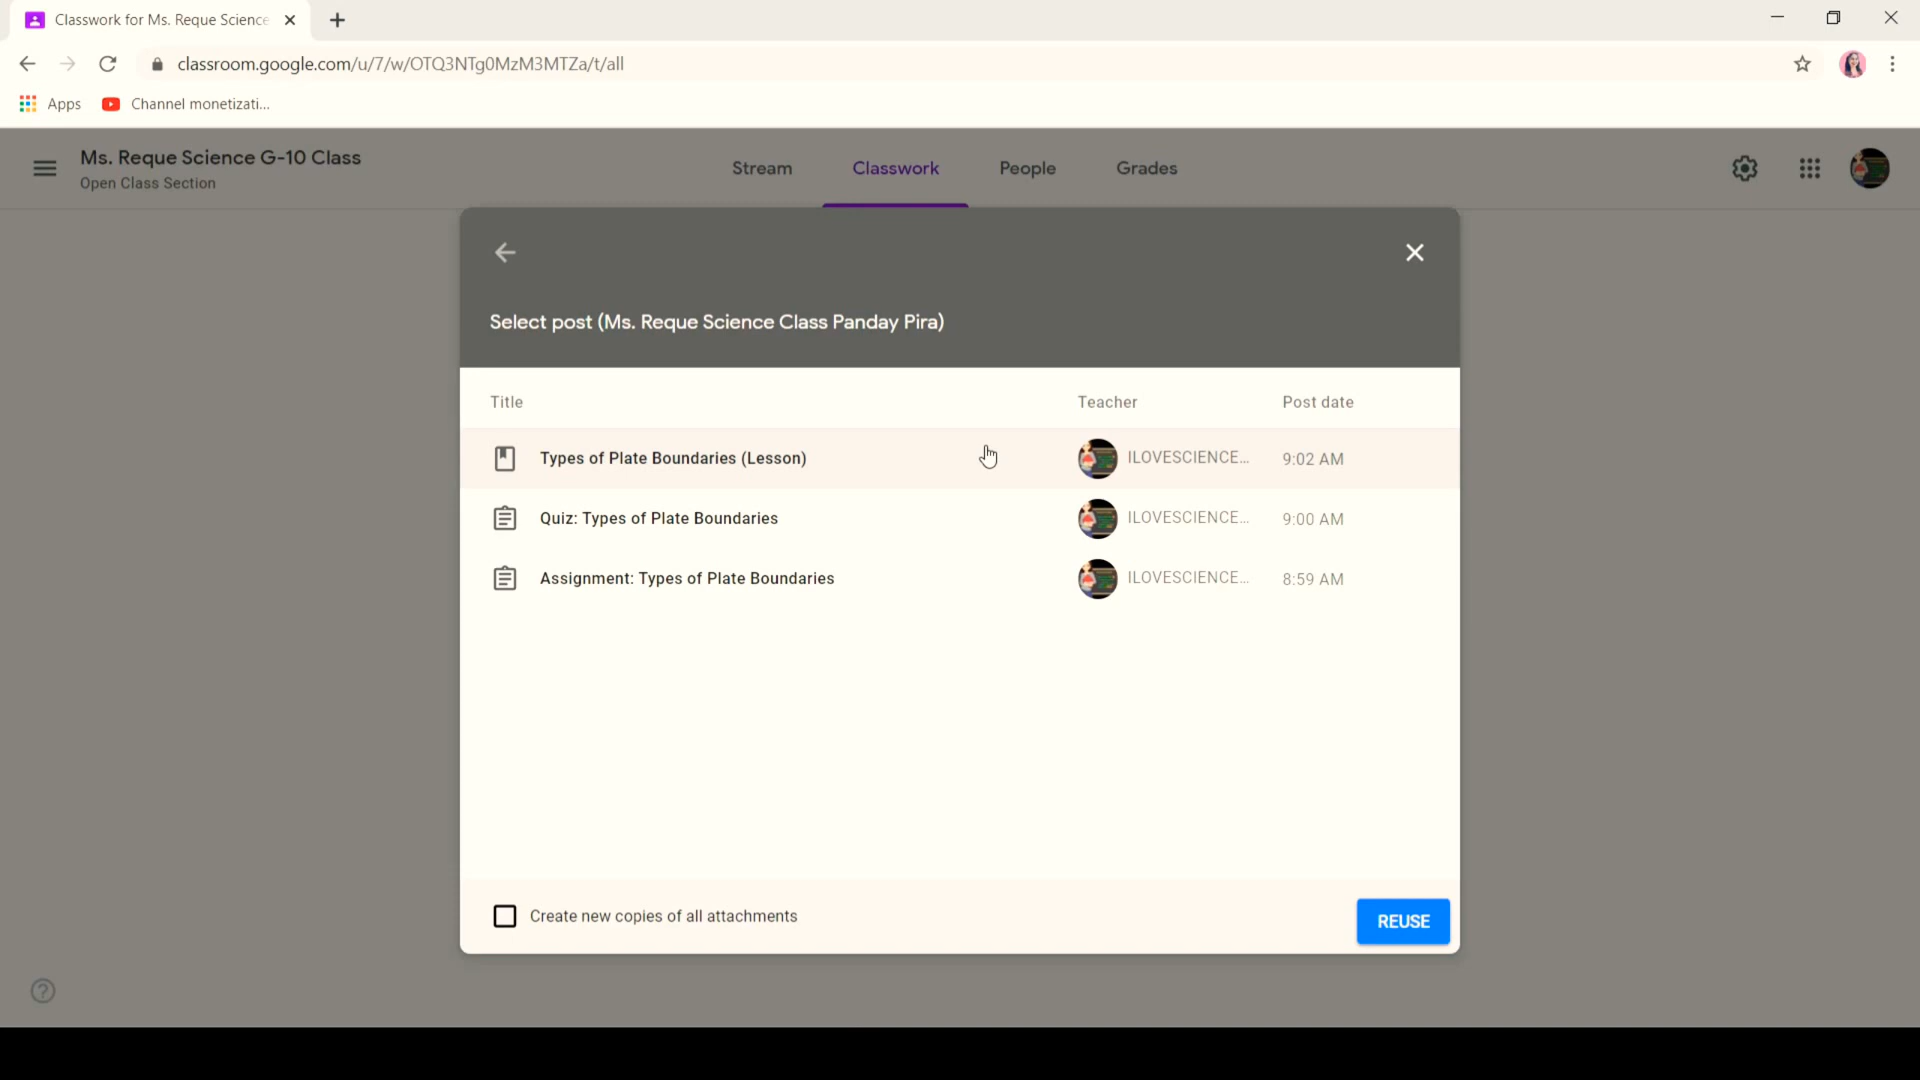 Classwork for Ms. Reque Science
classroom.google.com/u/7/w/OTQ3NTg0MzM3MTZa/t/all
Apps
Channel monetizati...
Ms. Reque Science G-10 Class
Open Class Section
Stream
Classwork
People
Grades
Select post (Ms. Reque Science Class Panday Pira)
Title
Teacher
Post date
Types of Plate Boundaries (Lesson)
ILOVESCIENCE...
9:02 AM
Quiz: Types of Plate Boundaries
ILOVESCIENCE...
9:00 AM
Assignment: Types of Plate Boundaries
ILOVESCIENCE...
8:59 AM
Create new copies of all attachments
REUSE